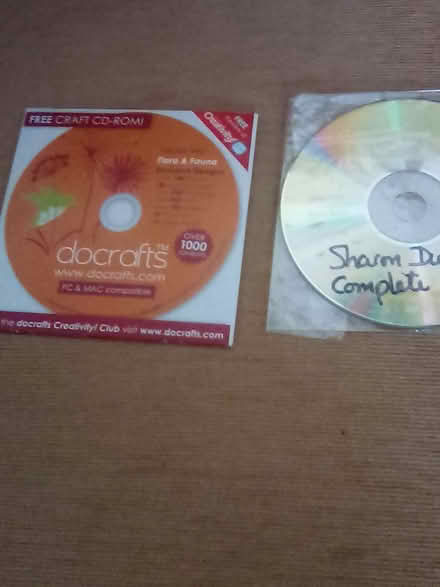 FREE CRAFT CD-ROM!
FREE
Creativity!
Flora & Fauna
docrafts™
www.docrafts.com
OVER
1000
PC & MAC compatible
the docrafts Creativity! Club visit www.docrafts.com
Sharon
Complete